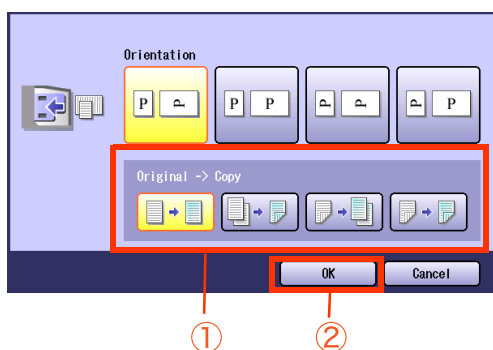 Orientation
P P P P P P P P
Original -> Copy
OK Cancel
① ②